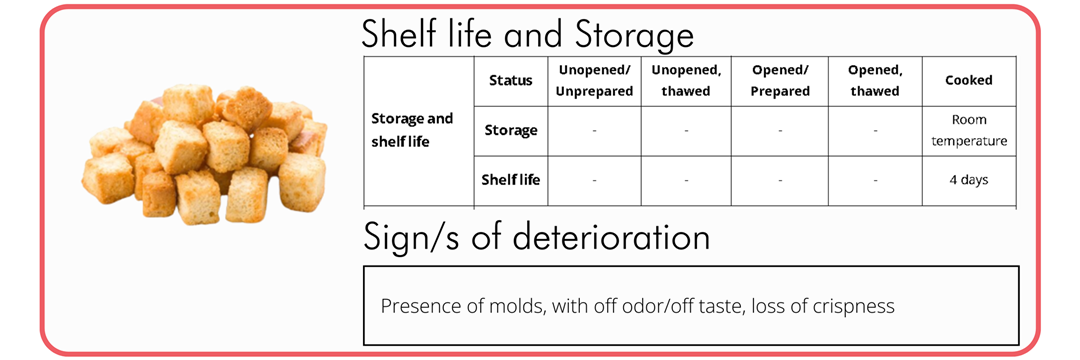 Shelf life and Storage
Storage and
shelf life
Status
Unopened/
Unprepared
Unopened,
thawed
Opened/
Prepared
Opened,
thawed
Cooked
Storage
-
-
-
-
Room
temperature
Shelf life
-
-
-
-
4 days
Sign/s of deterioration
Presence of molds, with off odor/off taste, loss of crispness